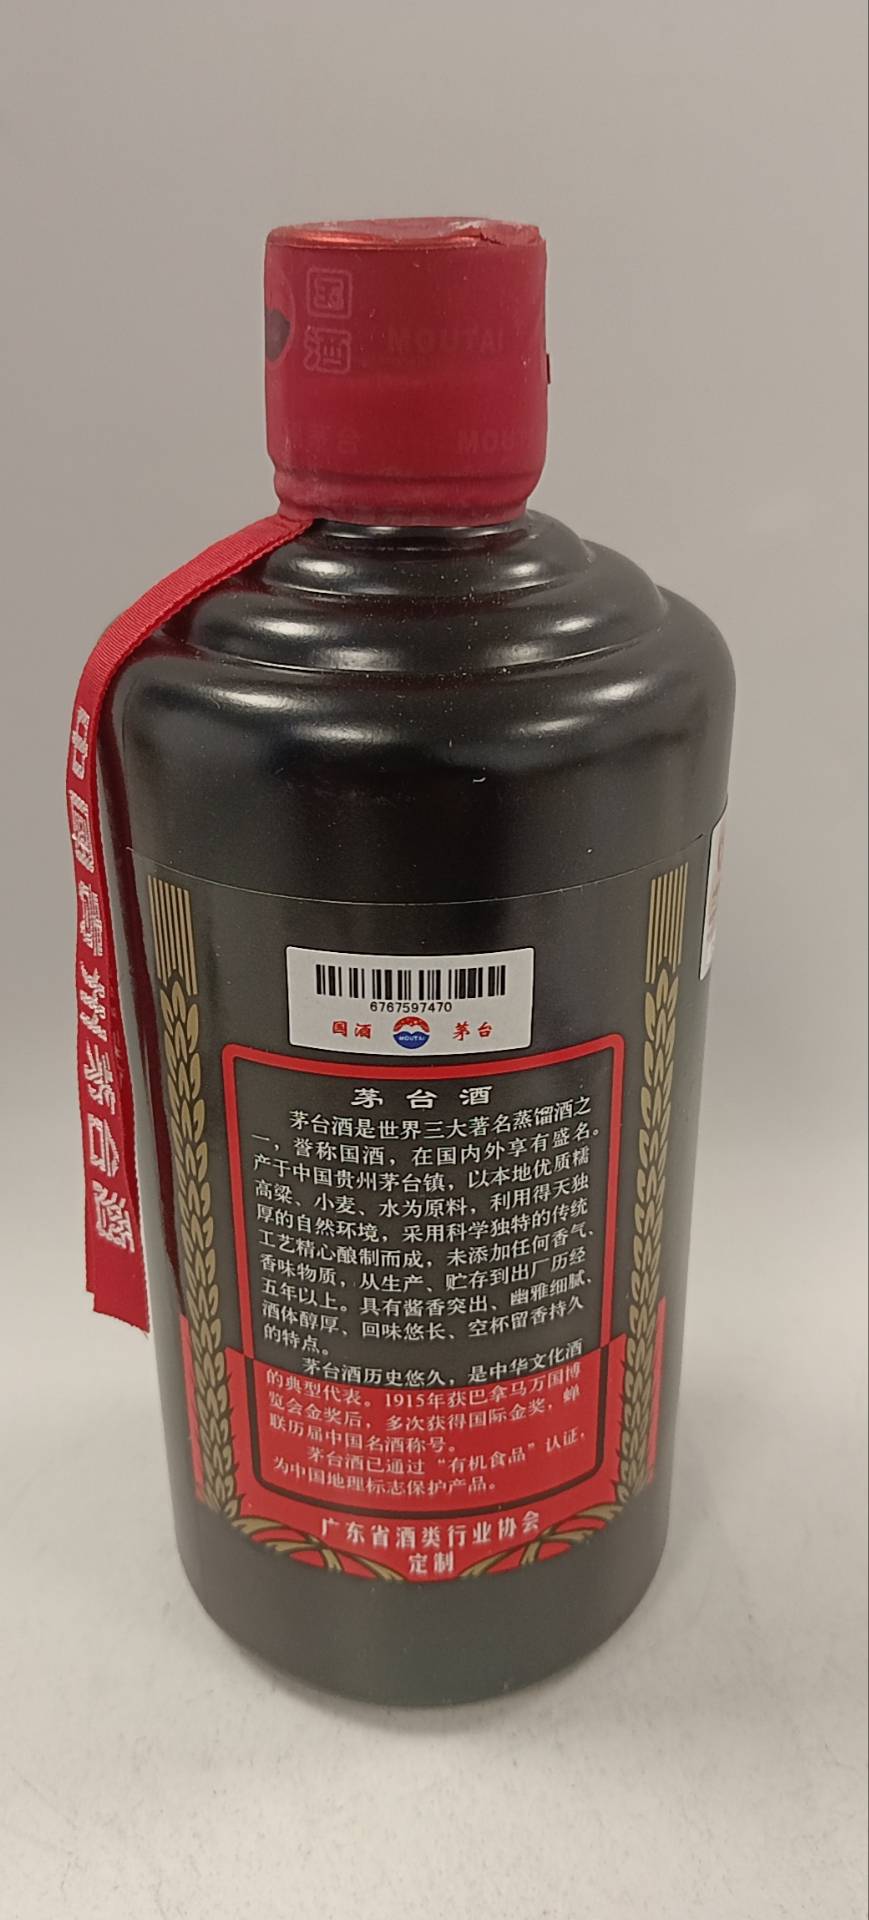 国
酒
MOUTAI
茅台
MOU
中国贵州茅台酒
6767597470
国酒 MOUTAI 茅台
茅台酒
茅台酒是世界三大著名蒸馏酒之
一，誉称国酒，在国内外享有盛名。
产于中国贵州茅台镇，以本地优质糯
高粱、小麦、水为原料，利用得天独
厚的自然环境，采用科学独特的传统
工艺精心酿制而成，未添加任何香气、
香味物质，从生产、贮存到出厂历经
五年以上。具有酱香突出、幽雅细腻、
酒体醇厚、回味悠长、空杯留香持久
的特点。
茅台酒历史悠久，是中华文化酒
的典型代表。1915年获巴拿马万国博
览会金奖后，多次获得国际金奖，蝉
联历届中国名酒称号。
茅台酒已通过“有机食品”认证，
为中国地理标志保护产品。
广东省酒类行业协会
定制